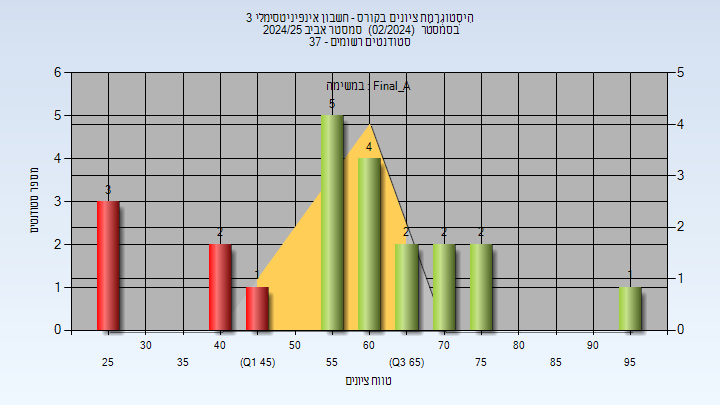 היסטוגרמת ציונים בקורס - חשבון אינפיניטסימלי 3
בסמסטר (02/2024) סמסטר אביב 2024/25
סטודנטים רשומים - 37
במשימה : Final_A
מספר סטודנטים
6
5
4
3
2
1
0
5
4
3
2
1
0
3
2
1
5
4
2
2
2
1
30 40 50 60 70 80 90
25 35 (Q1 45) 55 (Q3 65) 75 85 95
טווח ציונים